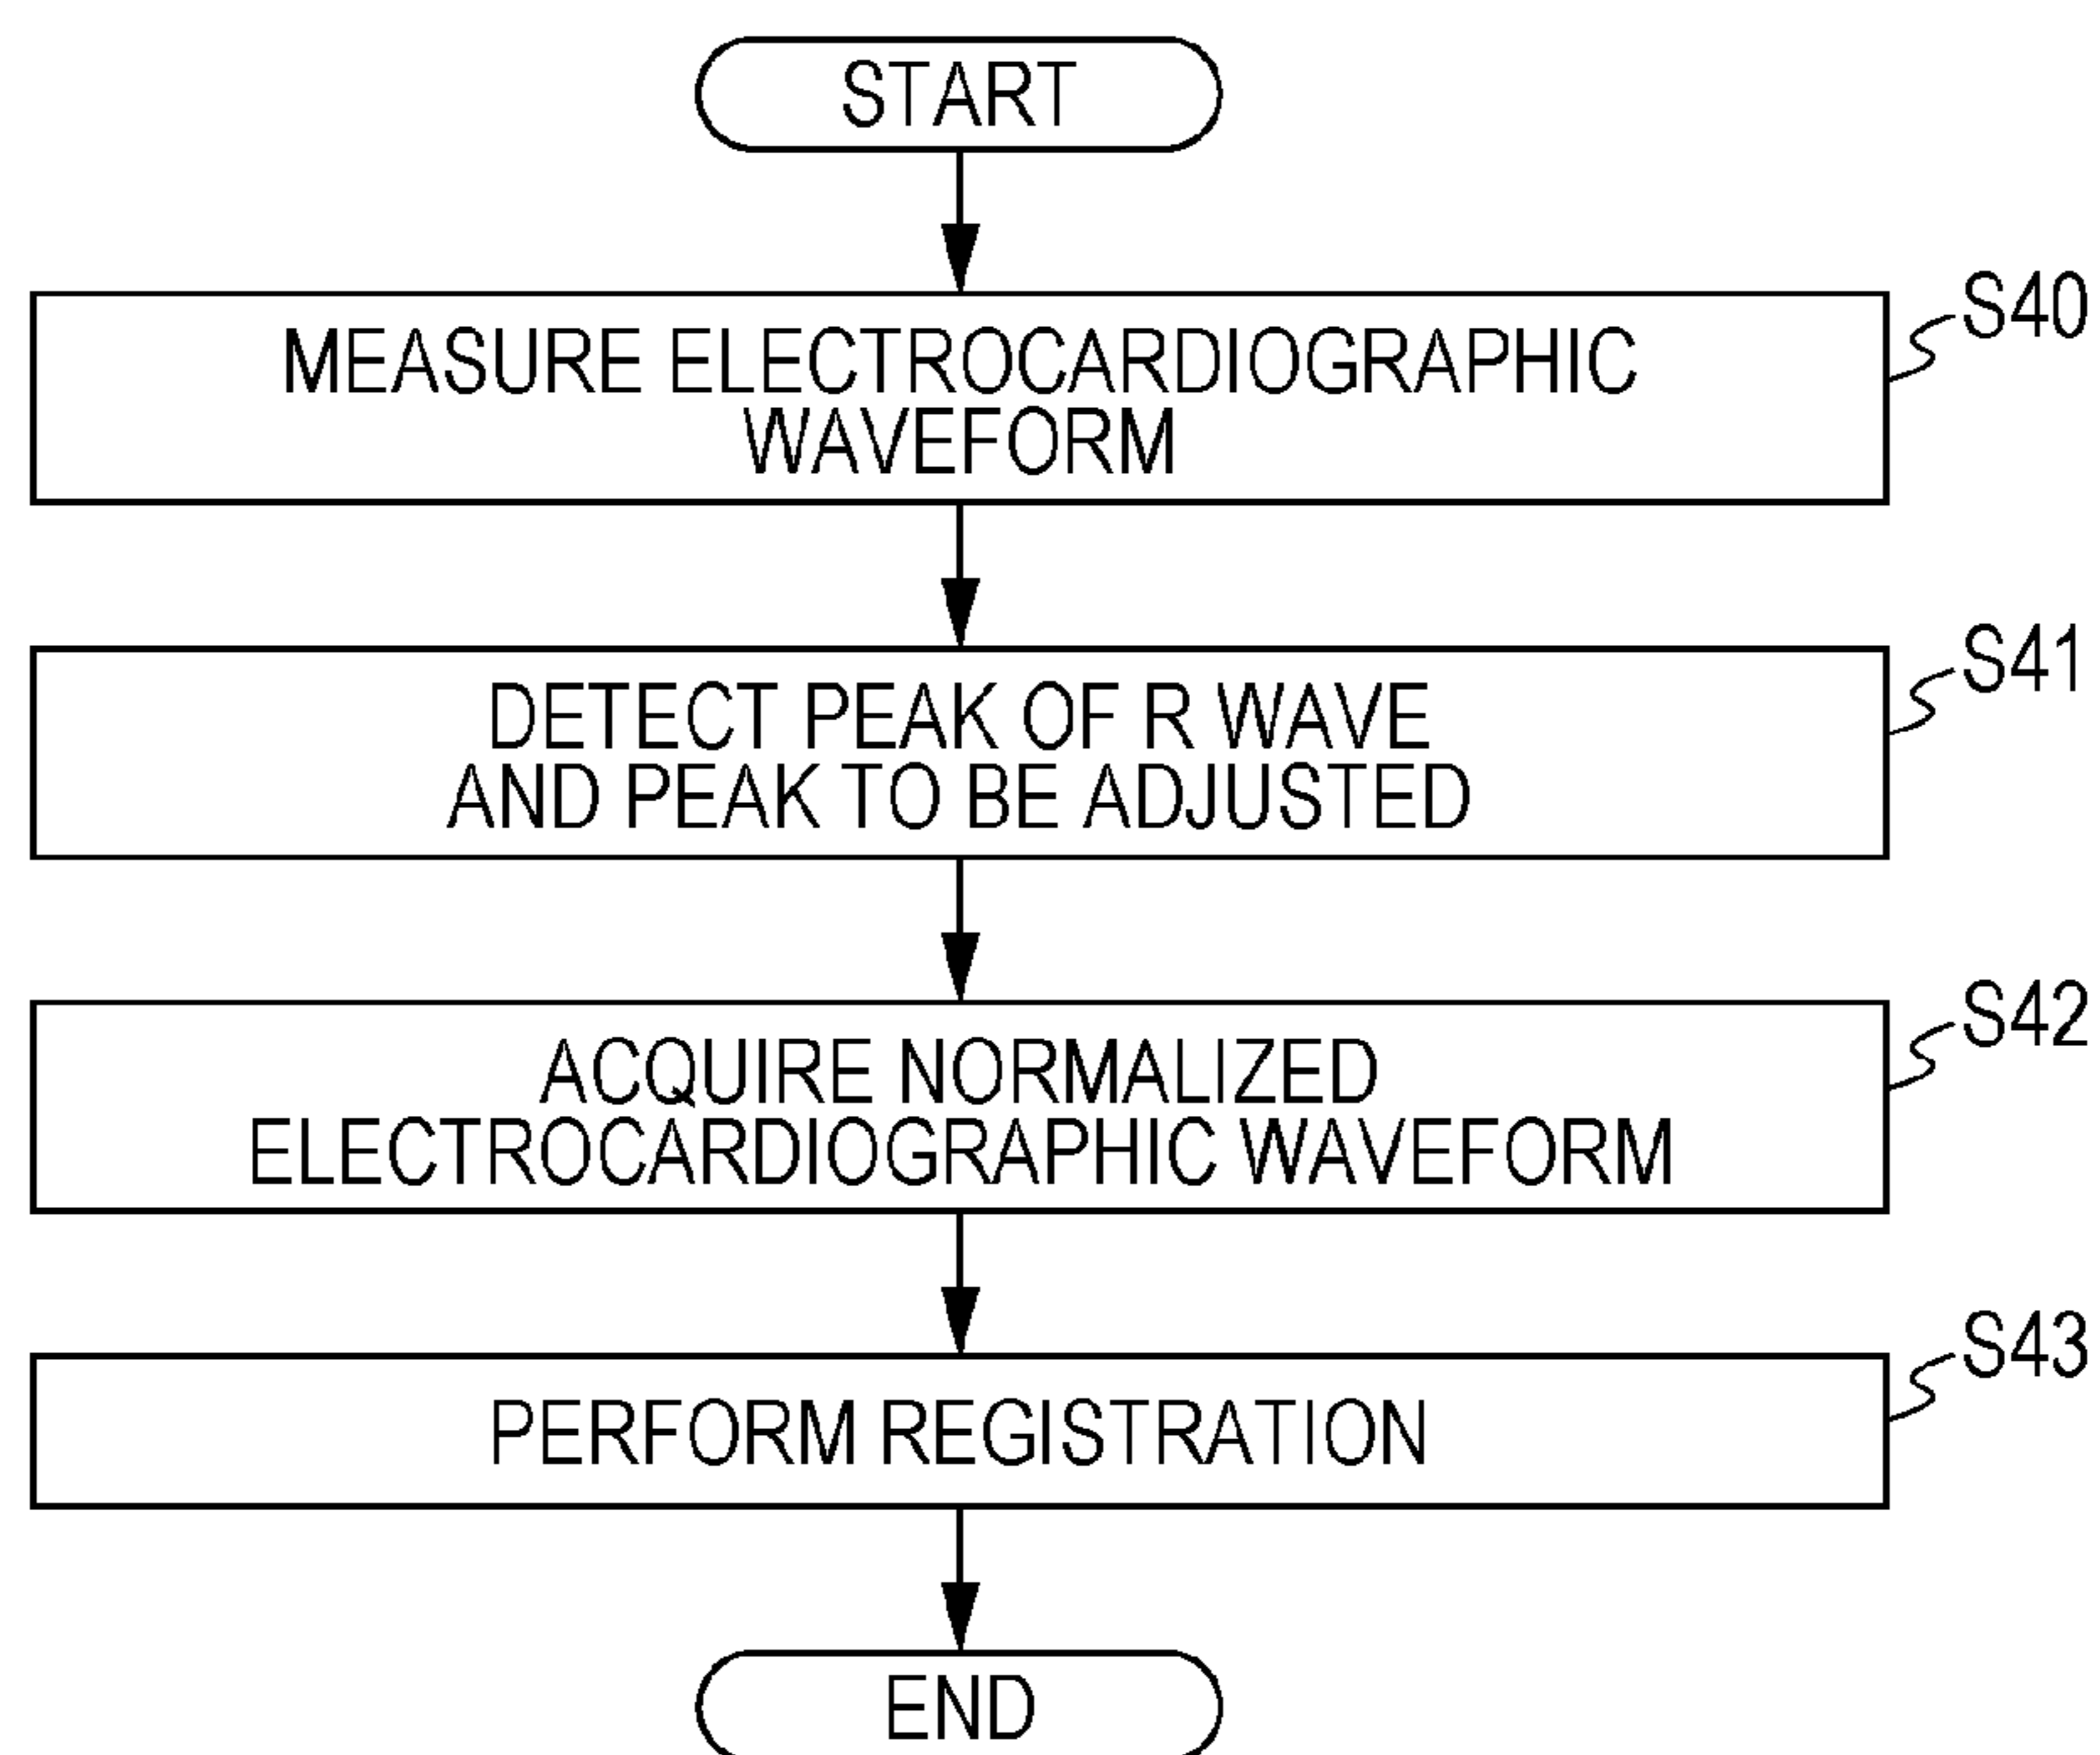 START
S40
MEASURE ELECTROCARDIOGRAPHIC
WAVEFORM
S41
DETECT PEAK OF R WAVE
AND PEAK TO BE ADJUSTED
S42
ACQUIRE NORMALIZED
ELECTROCARDIOGRAPHIC WAVEFORM
S43
PERFORM REGISTRATION
END